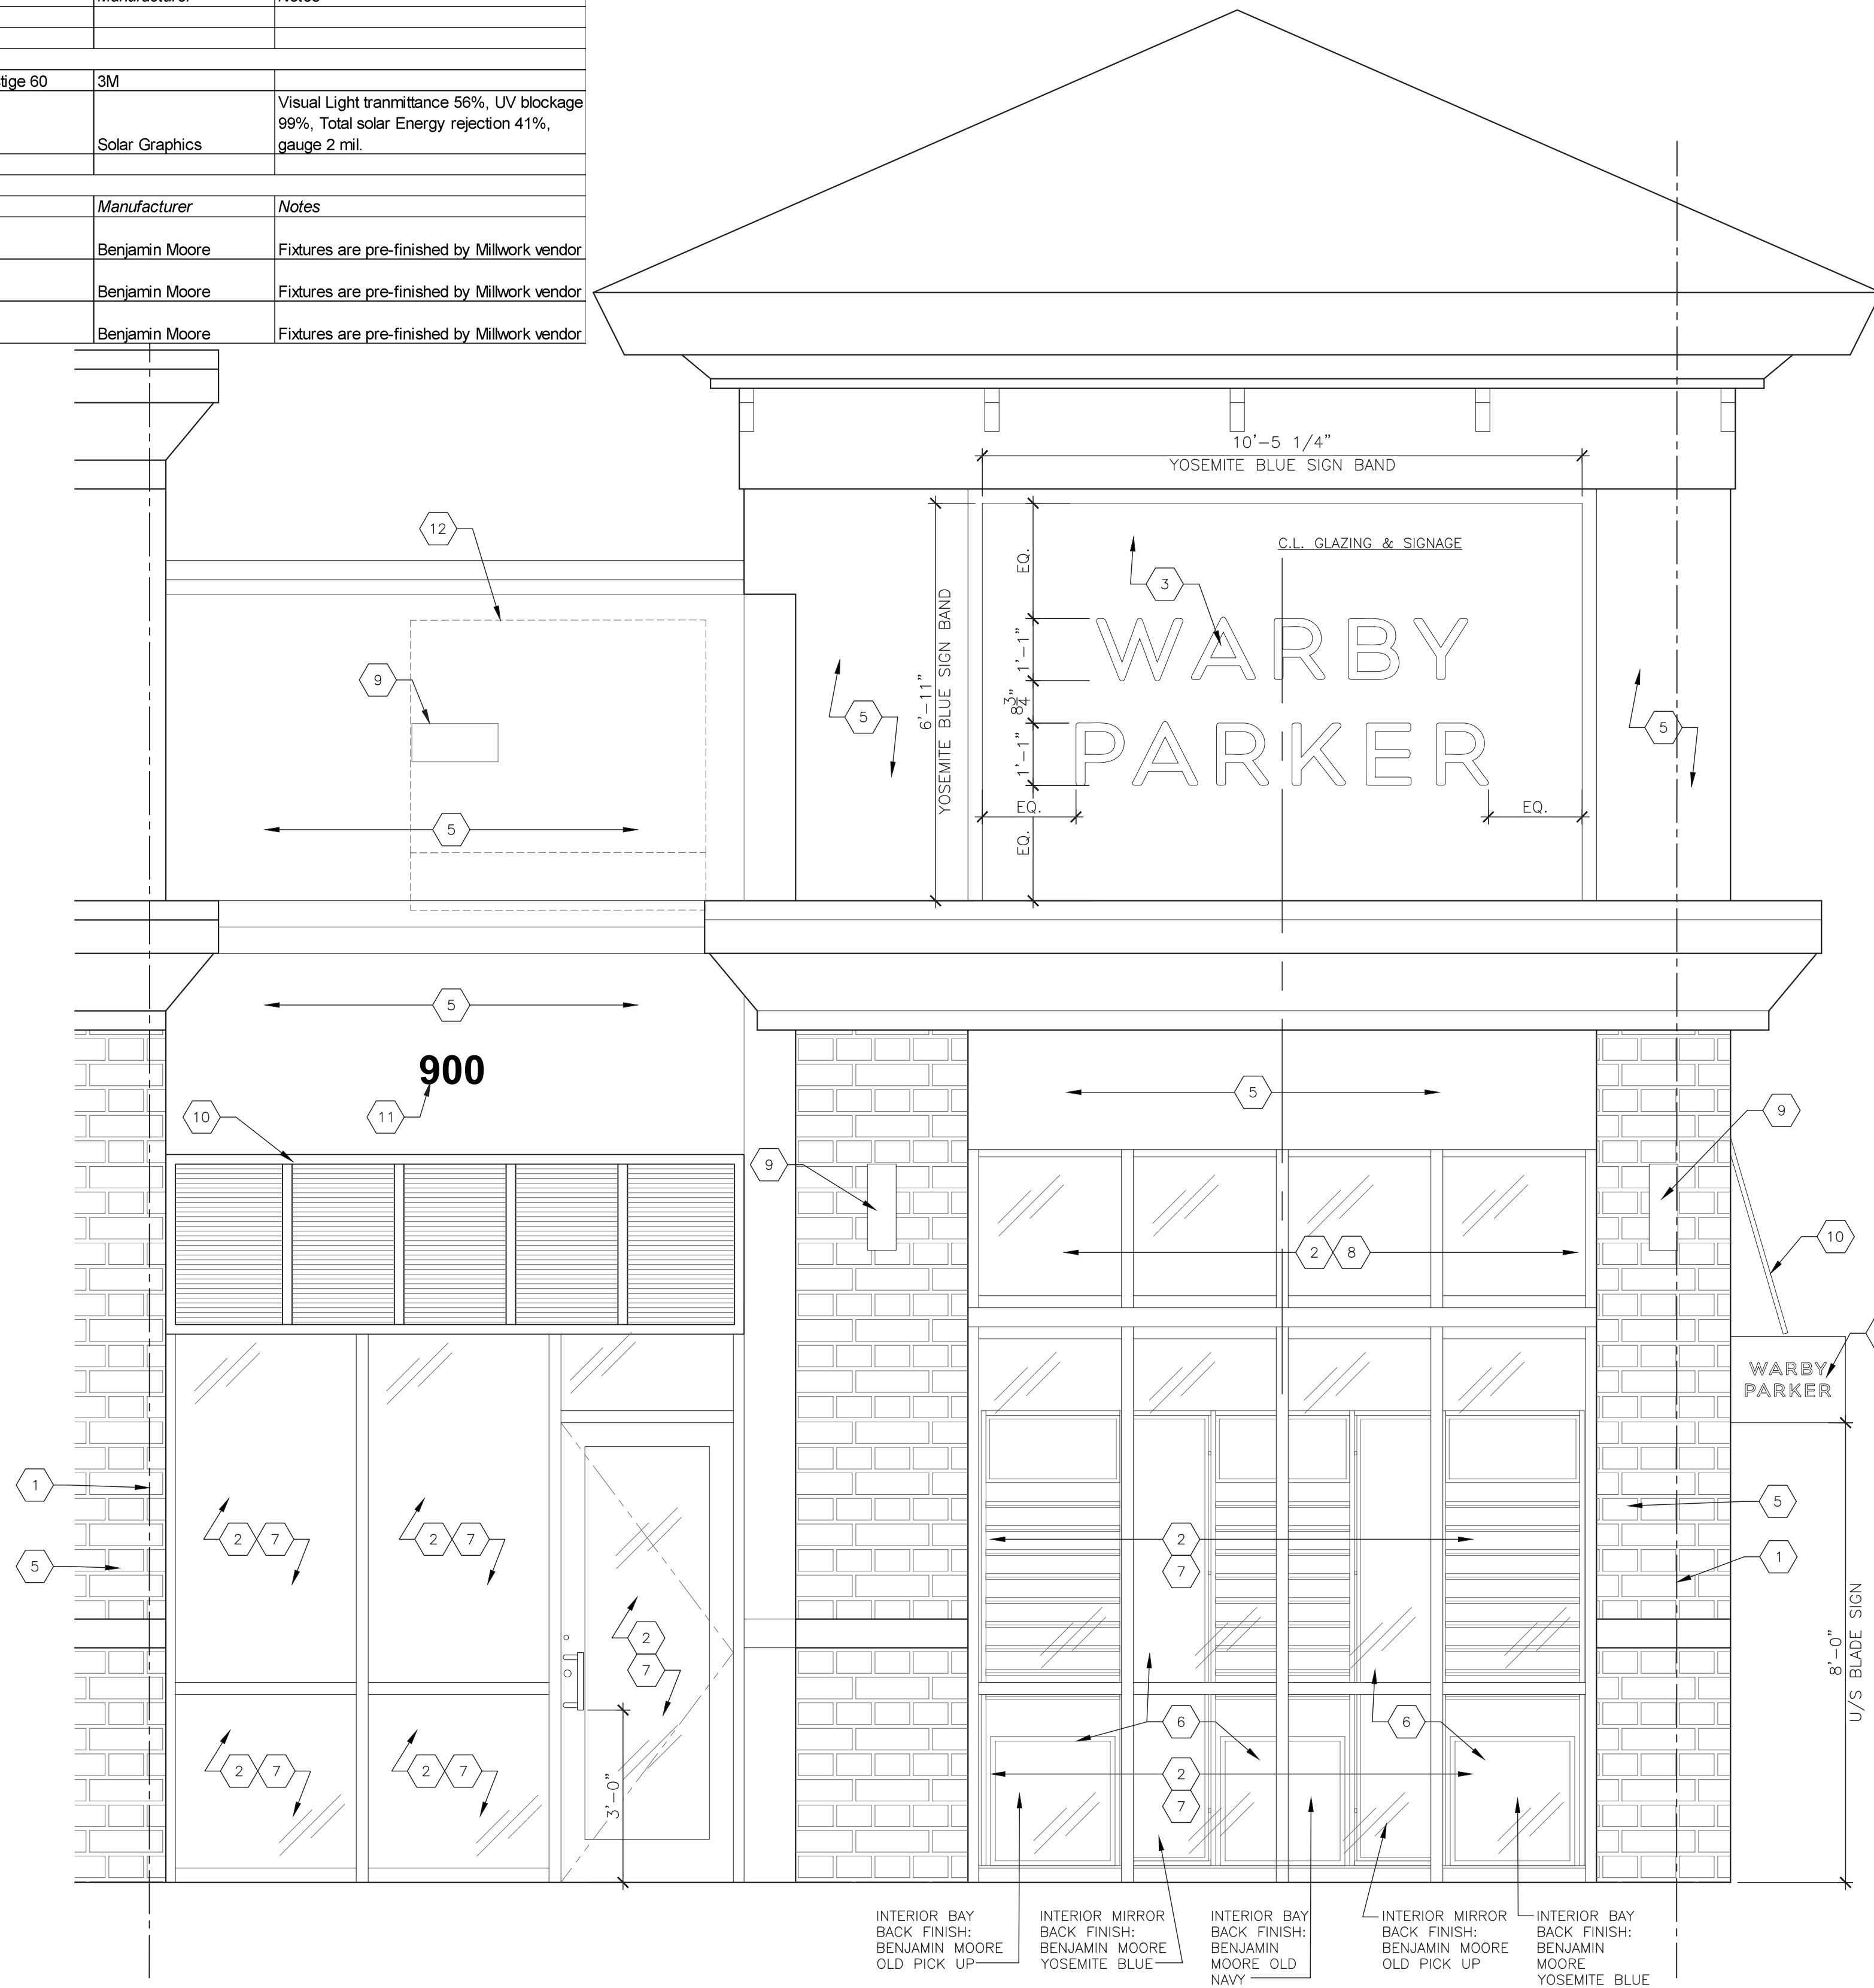 Manufacturer Notes
tige 60 3M
Visual Light tranmittance 56%, UV blockage
99%, Total solar Energy rejection 41%,
Solar Graphics gauge 2 mil.
Manufacturer Notes
Benjamin Moore Fixtures are pre-finished by Millwork vendor
Benjamin Moore Fixtures are pre-finished by Millwork vendor
Benjamin Moore Fixtures are pre-finished by Millwork vendor
10'-5 1/4"
YOSEMITE BLUE SIGN BAND
12
C.L. GLAZING & SIGNAGE
EQ.
3
6'-11"
YOSEMITE BLUE SIGN BAND
1'-1"
WARBY
9
8 3/4"
5
5
1'-1"
PARKER
EQ.
EQ.
5
EQ.
5
900
5
10
11
9
9
2 8
10
WARBY
PARKER
1
5
2 7
2 7
2
7
5
1
2
7
8'-0"
U/S BLADE SIGN
6
6
2 7
2 7
3'-0"
2
7
INTERIOR BAY
BACK FINISH:
BENJAMIN MOORE
OLD PICK UP
INTERIOR MIRROR
BACK FINISH:
BENJAMIN MOORE
YOSEMITE BLUE
INTERIOR BAY
BACK FINISH:
BENJAMIN
MOORE OLD
NAVY
INTERIOR MIRROR
BACK FINISH:
BENJAMIN MOORE
OLD PICK UP
INTERIOR BAY
BACK FINISH:
BENJAMIN
MOORE
YOSEMITE BLUE